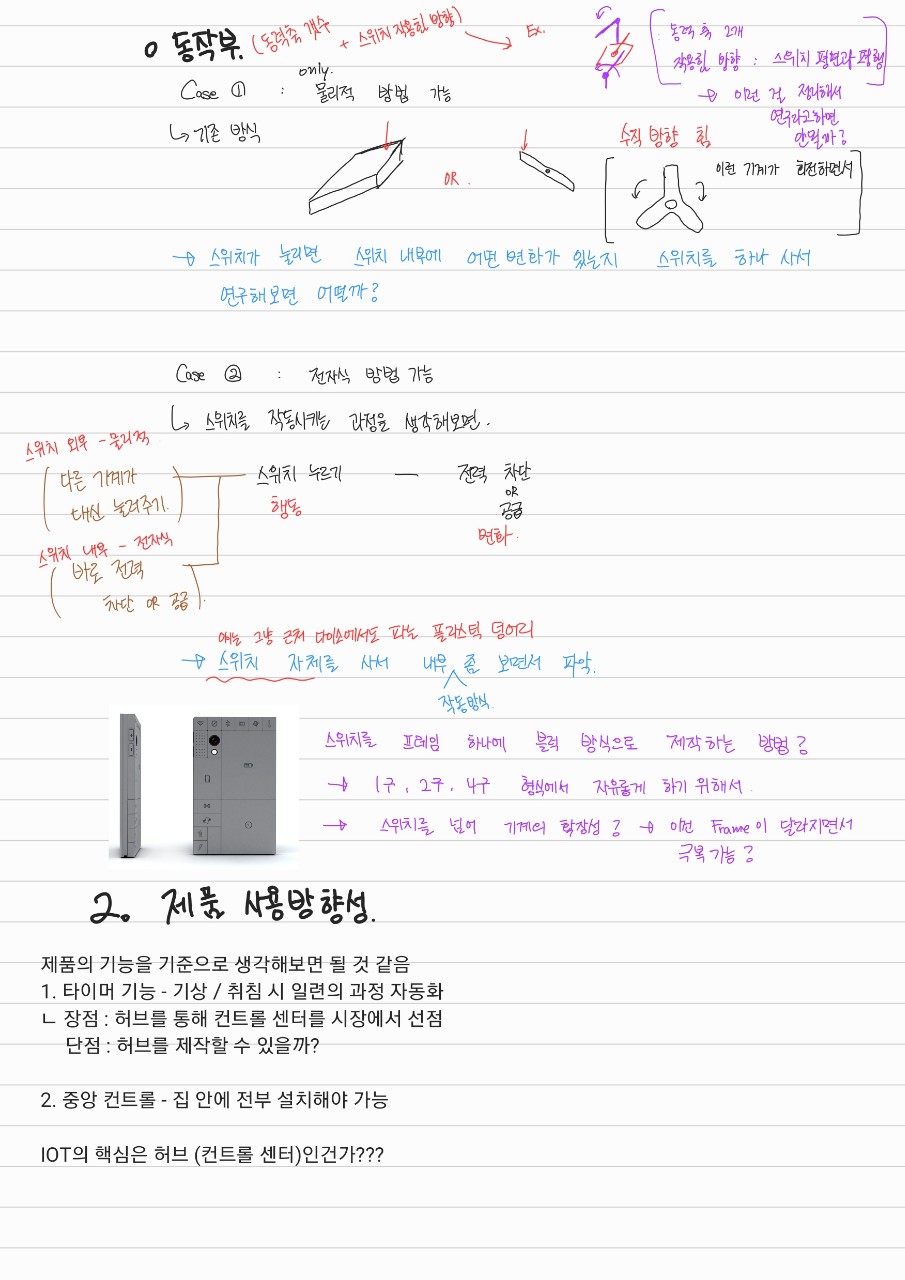 ○ 동작부. (동력축 갯수 + 스위치 작용힘 방향) → Ex.
동력 축 2개
작용힘 방향 : 스위치 평면과 평행
→ 이런 걸 정리해서
연구라고하면
안될까?
only.
Case ① : 물리적 방법 가능
↳ 기존 방식
OR.
수직 방향 힘
이런 기계가 회전하면서
→ 스위치가 눌리면 스위치 내부에 어떤 변화가 있는지 스위치를 하나 사서
연구해보면 어떨까?
Case ② : 전자식 방법 가능
↳ 스위치를 작동시키는 과정을 생각해보면.
스위치 외부 - 물리적
(다른 기계가
대신 눌러주기.)
스위치 누르기 — 전력 차단
OR
공급
행동
변화.
스위치 내부 - 전자식
(바로 전력
차단 OR 공급.)
얘는 그냥 근처 다이소에서도 파는 플라스틱 덩어리
→ 스위치 자체를 사서 내부 좀 보면서 파악.
작동방식
스위치를 프레임 하나에 블럭 방식으로 제작하는 방법?
→ 1구, 2구, 4구 형식에서 자유롭게 하기 위해서.
→ 스위치를 넘어 기계의 확장성? → 이런 Frame이 달라지면서
극복 가능?
2. 제품 사용방향성.
제품의 기능을 기준으로 생각해보면 될 것 같음
1. 타이머 기능 - 기상 / 취침 시 일련의 과정 자동화
ㄴ 장점 : 허브를 통해 컨트롤 센터를 시장에서 선점
단점 : 허브를 제작할 수 있을까?
2. 중앙 컨트롤 - 집 안에 전부 설치해야 가능
IOT의 핵심은 허브 (컨트롤 센터)인건가???